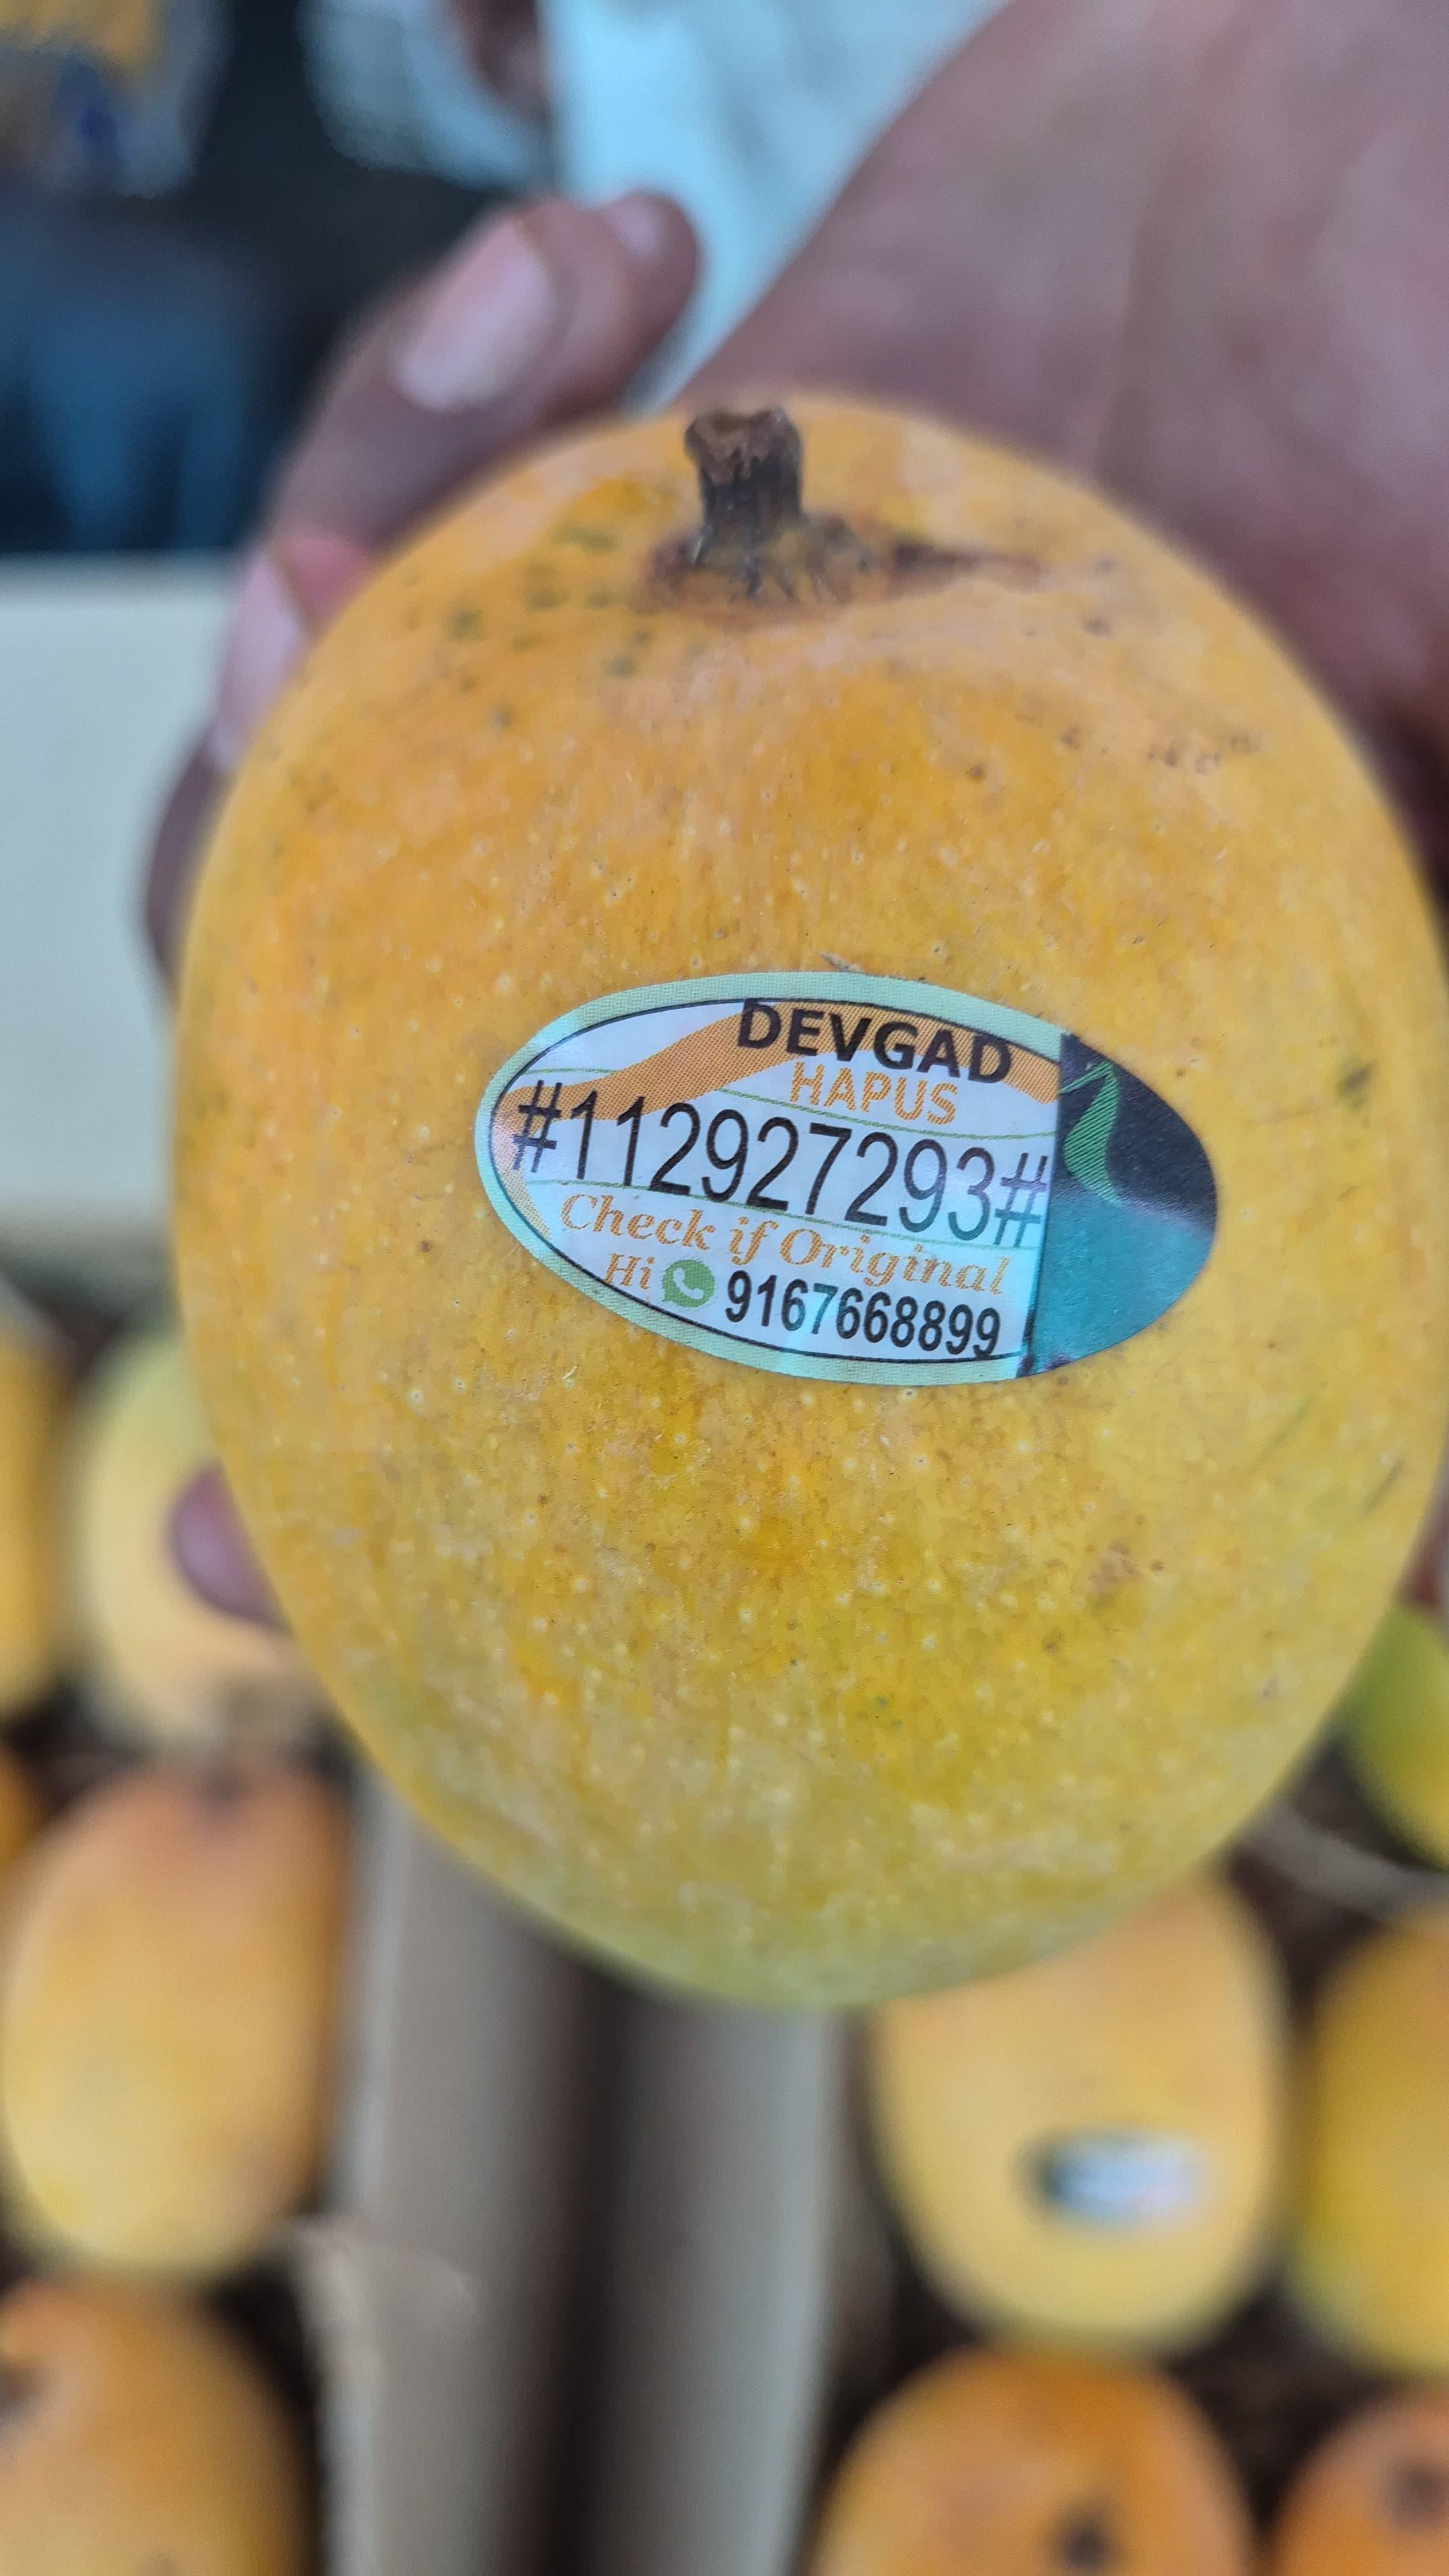 DEVGAD
HAPUS
#112927293#
Check if Original
Hi 9167668899